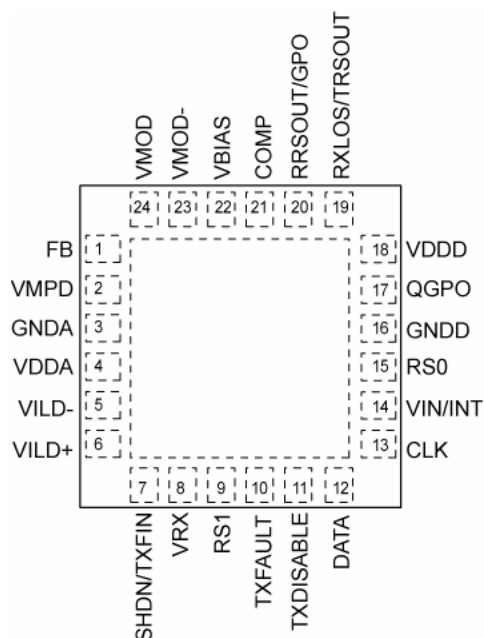 VMOD
VMOD-
VBIAS
COMP
RRSOUT/GPO
RXLOS/TRSOUT
24
23
22
21
20
19
FB 1
VMPD 2
GNDA 3
VDDA 4
VILD- 5
VILD+ 6
18 VDDD
17 QGPO
16 GNDD
15 RS0
14 VIN/INT
13 CLK
7
8
9
10
11
12
SHDN/TXFIN
VRX
RS1
TXFAULT
TXDISABLE
DATA